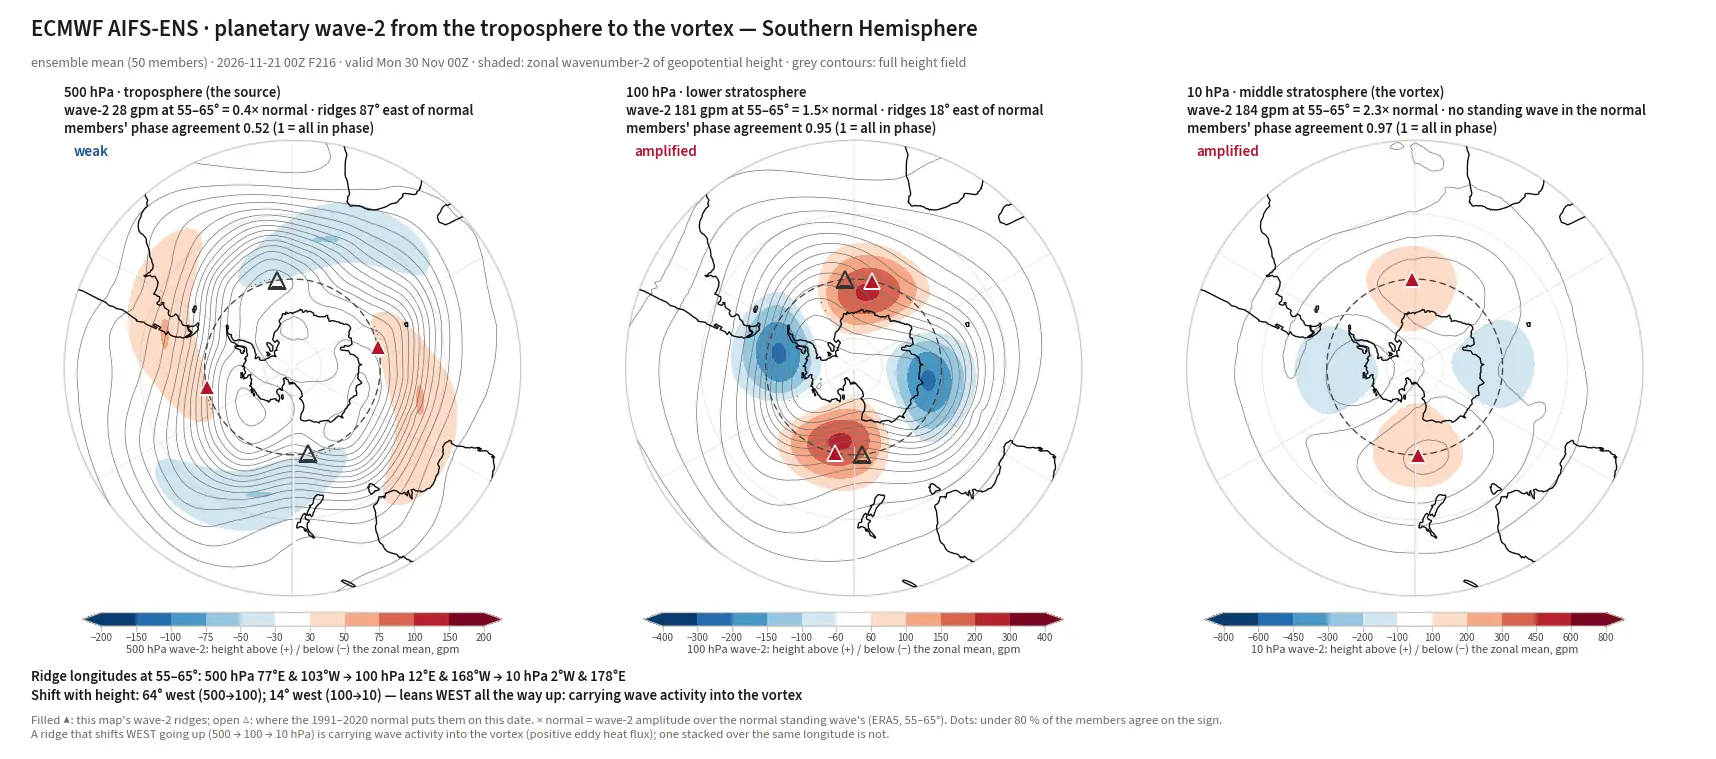 ECMWF AIFS-ENS · planetary wave-2 from the troposphere to the vortex — Southern Hemisphere
ensemble mean (50 members) · 2026-11-21 00Z F216 · valid Mon 30 Nov 00Z · shaded: zonal wavenumber-2 of geopotential height · grey contours: full height field
500 hPa · troposphere (the source)
wave-2 28 gpm at 55–65° = 0.4× normal · ridges 87° east of normal
members' phase agreement 0.52 (1 = all in phase)
weak
100 hPa · lower stratosphere
wave-2 181 gpm at 55–65° = 1.5× normal · ridges 18° east of normal
members' phase agreement 0.95 (1 = all in phase)
amplified
10 hPa · middle stratosphere (the vortex)
wave-2 184 gpm at 55–65° = 2.3× normal · no standing wave in the normal
members' phase agreement 0.97 (1 = all in phase)
amplified
−200 −150 −100 −75 −50 −30 30 50 75 100 150 200
500 hPa wave-2: height above (+) / below (−) the zonal mean, gpm
−400 −300 −200 −150 −100 −60 60 100 150 200 300 400
100 hPa wave-2: height above (+) / below (−) the zonal mean, gpm
−800 −600 −450 −300 −200 −100 100 200 300 450 600 800
10 hPa wave-2: height above (+) / below (−) the zonal mean, gpm
Ridge longitudes at 55–65°: 500 hPa 77°E & 103°W → 100 hPa 12°E & 168°W → 10 hPa 2°W & 178°E
Shift with height: 64° west (500→100); 14° west (100→10) — leans WEST all the way up: carrying wave activity into the vortex
Filled ▲: this map's wave-2 ridges; open △: where the 1991–2020 normal puts them on this date. × normal = wave-2 amplitude over the normal standing wave's (ERA5, 55–65°). Dots: under 80 % of the members agree on the sign.
A ridge that shifts WEST going up (500 → 100 → 10 hPa) is carrying wave activity into the vortex (positive eddy heat flux); one stacked over the same longitude is not.